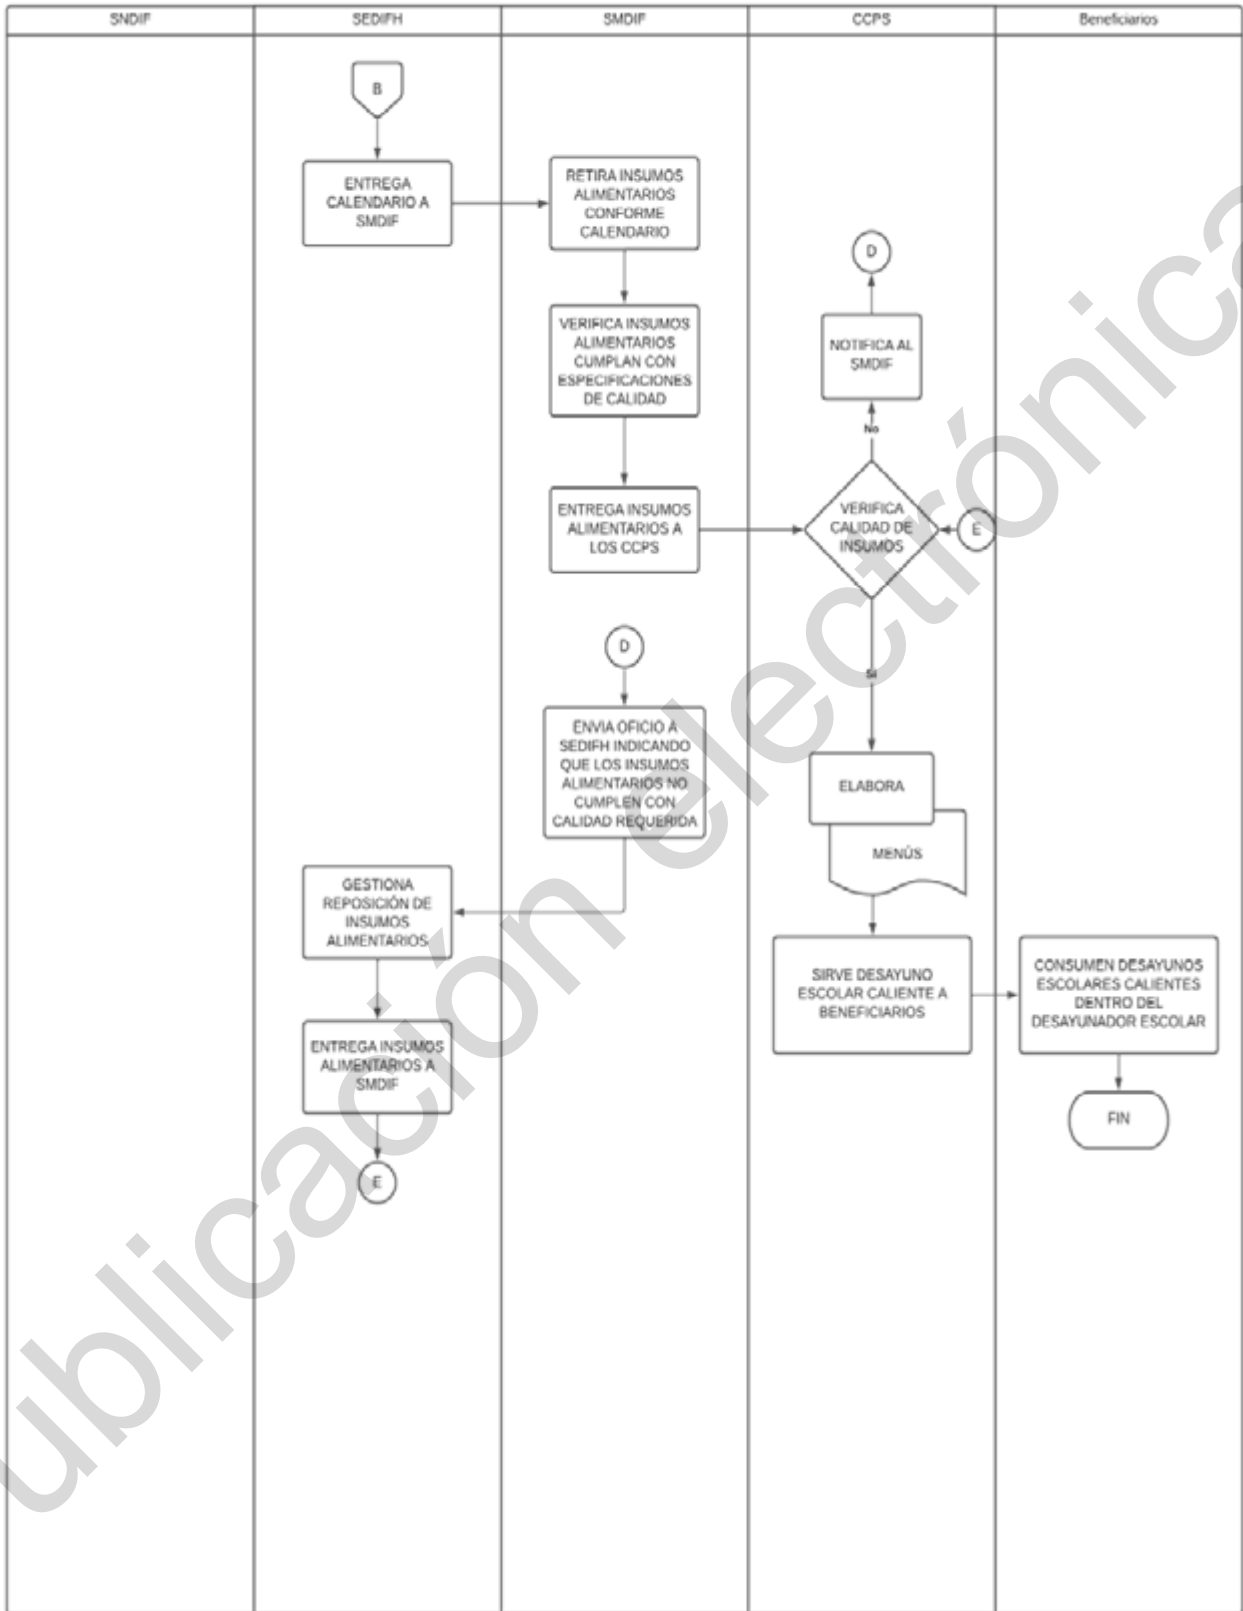 SNDIF
SEDIFH
SMDIF
CCPS
Beneficiarios
B
ENTREGA
CALENDARIO A
SMDIF
RETIRA INSUMOS
ALIMENTARIOS
CONFORME
CALENDARIO
VERIFICA INSUMOS
ALIMENTARIOS
CUMPLAN CON
ESPECIFICACIONES
DE CALIDAD
ENTREGA INSUMOS
ALIMENTARIOS A
LOS CCPS
D
NOTIFICA AL
SMDIF
No
VERIFICA
CALIDAD DE
INSUMOS
E
Si
D
ENVIA OFICIO A
SEDIFH INDICANDO
QUE LOS INSUMOS
ALIMENTARIOS NO
CUMPLEN CON
CALIDAD REQUERIDA
ELABORA
MENÚS
GESTIONA
REPOSICIÓN DE
INSUMOS
ALIMENTARIOS
ENTREGA INSUMOS
ALIMENTARIOS A
SMDIF
E
SIRVE DESAYUNO
ESCOLAR CALIENTE A
BENEFICIARIOS
CONSUMEN DESAYUNOS
ESCOLARES CALIENTES
DENTRO DEL
DESAYUNADOR ESCOLAR
FIN
ublicación electrónica